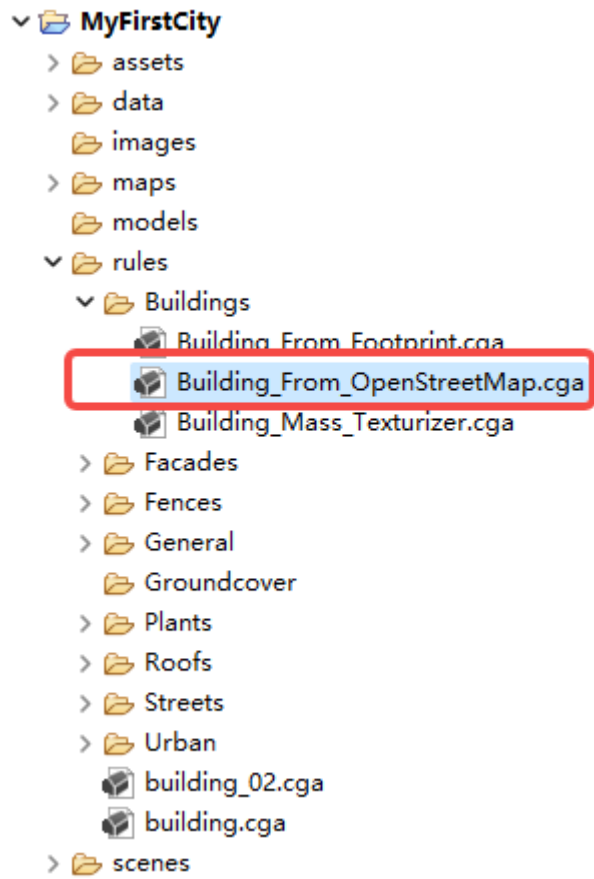 MyFirstCity
assets
data
images
maps
models
rules
Buildings
Building_From_Footprint.cga
Building_From_OpenStreetMap.cga
Building_Mass_Texturizer.cga
Facades
Fences
General
Groundcover
Plants
Roofs
Streets
Urban
building_02.cga
building.cga
scenes